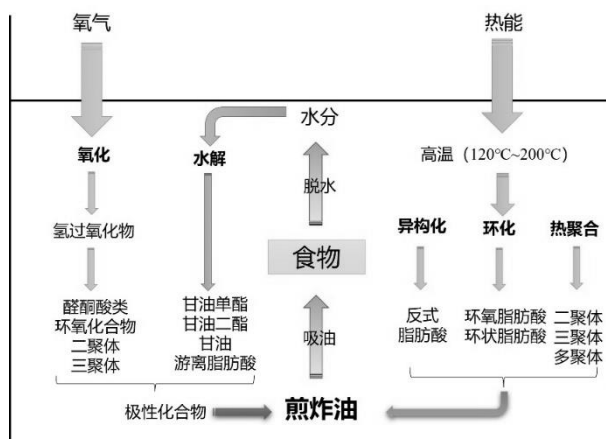 氧气
热能
水分
氧化
水解
高温（120℃~200℃）
脱水
氢过氧化物
异构化
环化
热聚合
食物
醛酮酸类
环氧化合物
二聚体
三聚体
甘油单酯
甘油二酯
甘油
游离脂肪酸
吸油
反式
脂肪酸
环氧脂肪酸
环状脂肪酸
二聚体
三聚体
多聚体
极性化合物
煎炸油